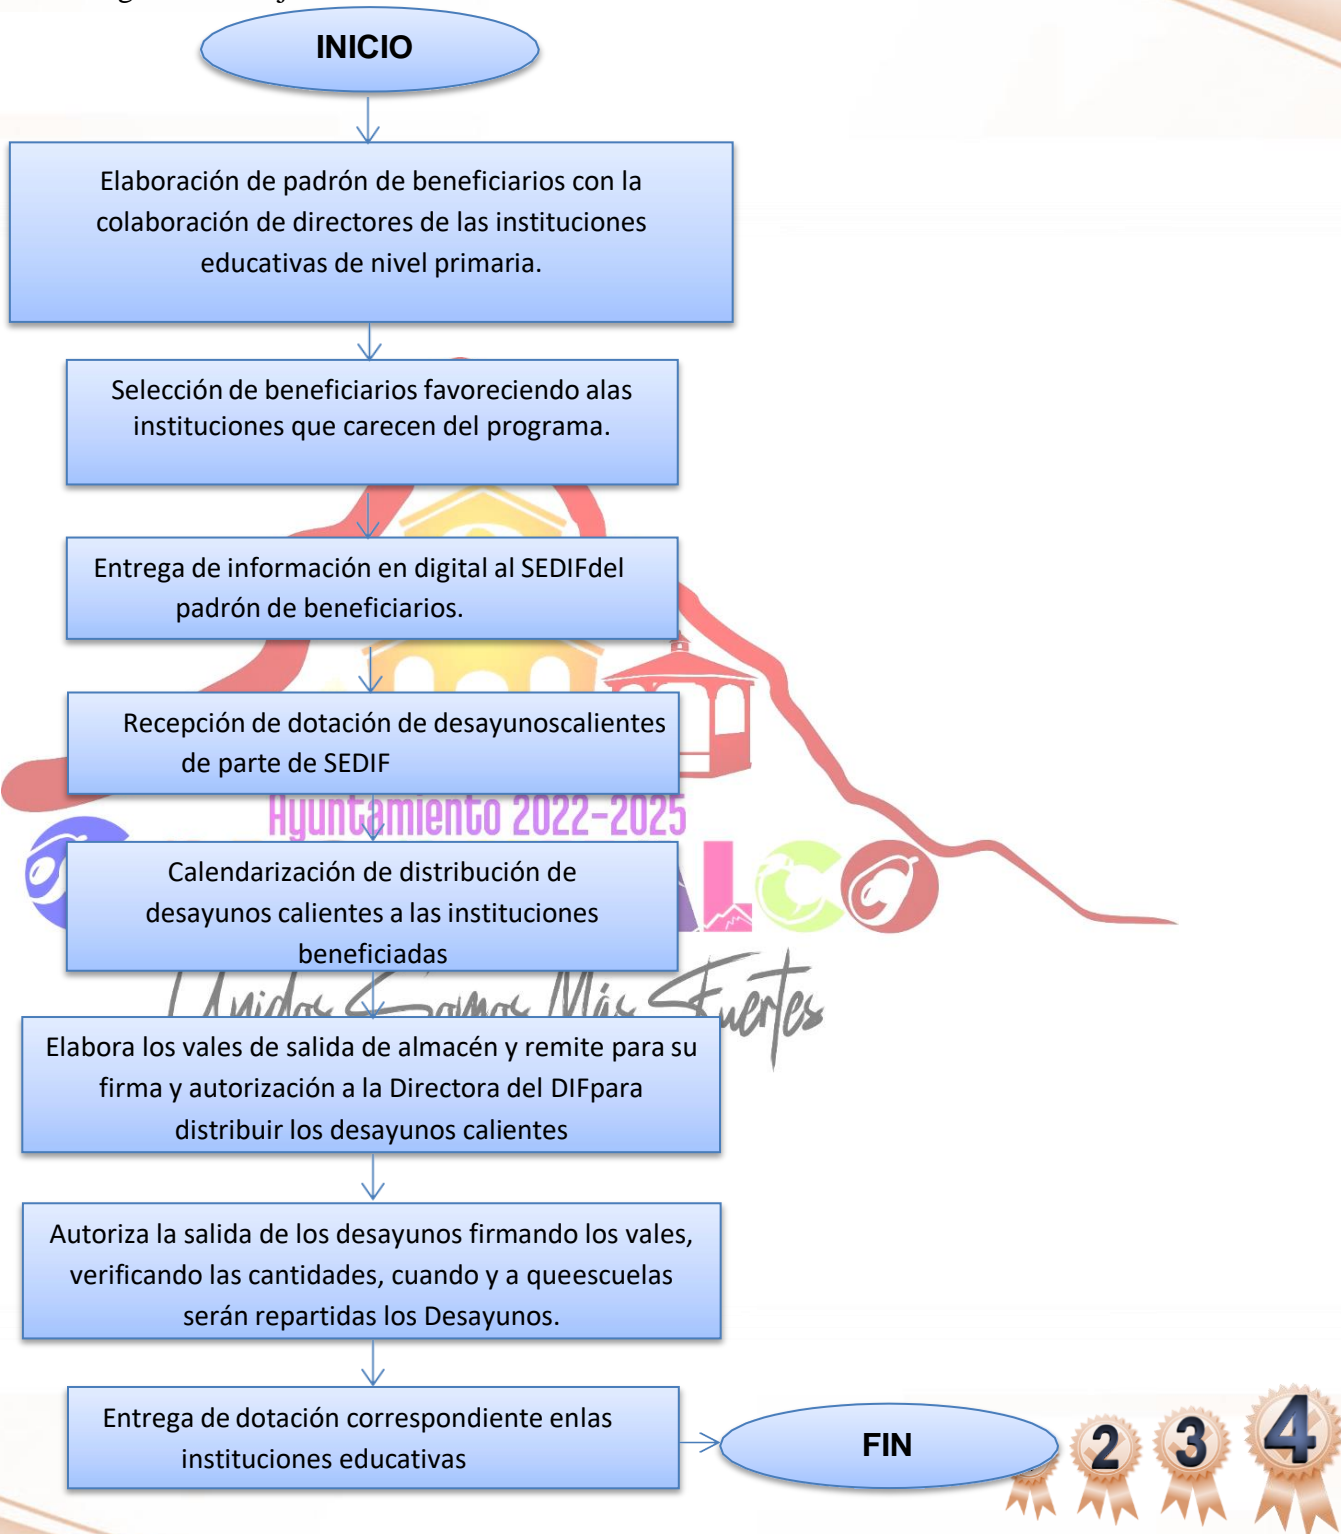 INICIO
Elaboración de padrón de beneficiarios con la
colaboración de directores de las instituciones
educativas de nivel primaria.
Selección de beneficiarios favoreciendo alas
instituciones que carecen del programa.
Entrega de información en digital al SEDIFdel
padrón de beneficiarios.
Recepción de dotación de desayunoscalientes
de parte de SEDIF
Ayuntamiento 2022-2025
Calendarización de distribución de
desayunos calientes a las instituciones
beneficiadas
ALCO
Unidos Somos Más Fuertes
Elabora los vales de salida de almacén y remite para su
firma y autorización a la Directora del DIFpara
distribuir los desayunos calientes
Autoriza la salida de los desayunos firmando los vales,
verificando las cantidades, cuando y a queescuelas
serán repartidas los Desayunos.
Entrega de dotación correspondiente enlas
instituciones educativas
FIN
2 3 4